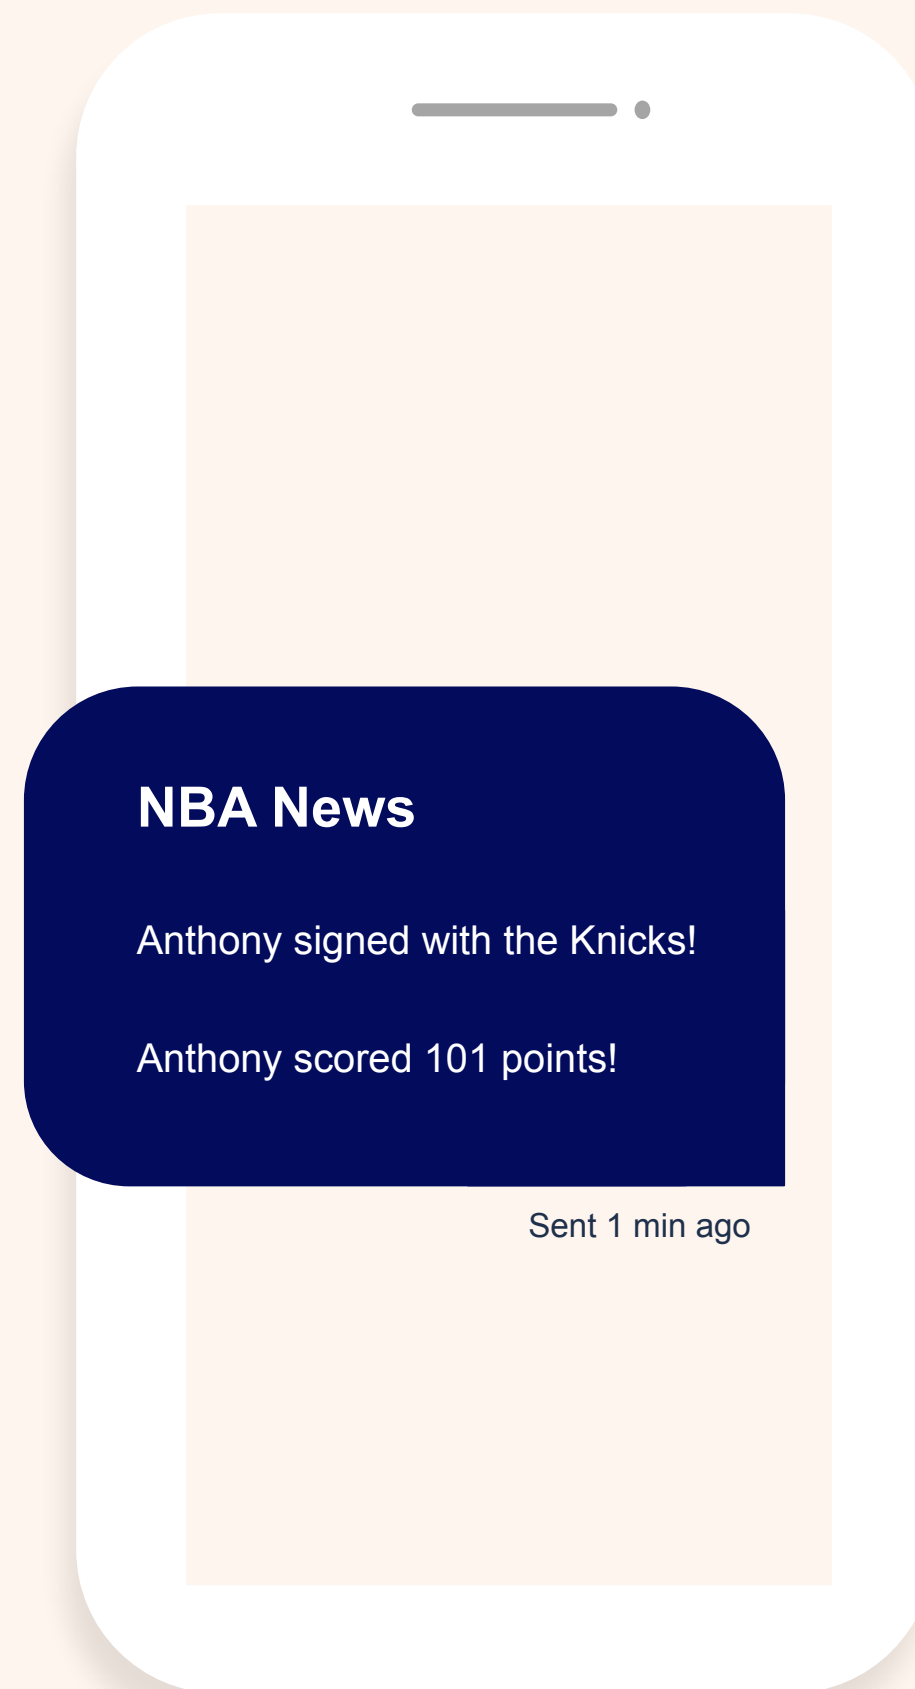 NBA News
Anthony signed with the Knicks!
Anthony scored 101 points!
Sent 1 min ago